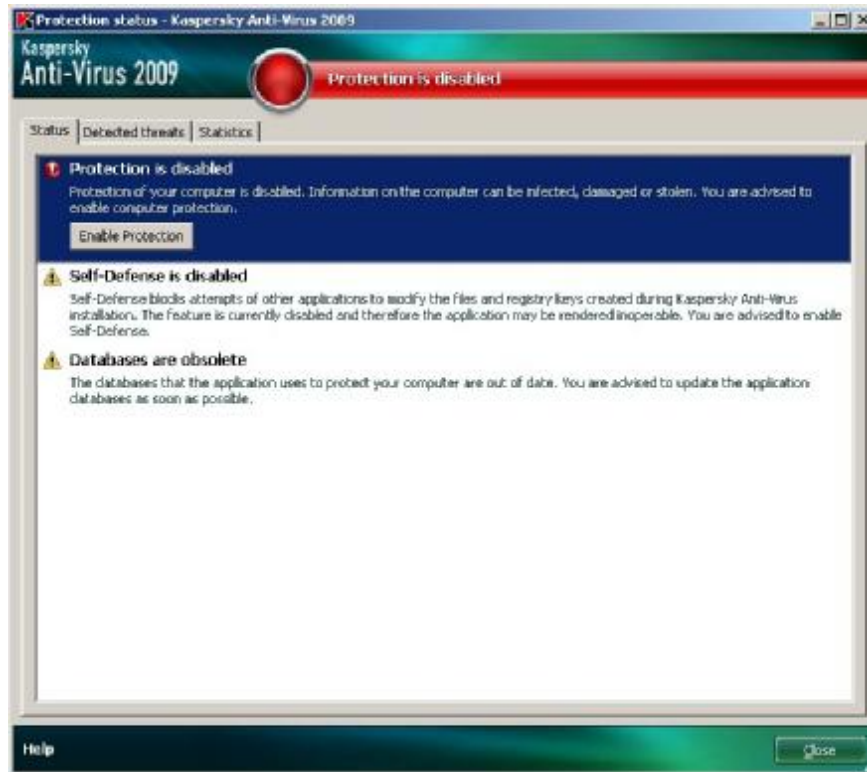 Protection status - Kaspersky Anti-Virus 2009
Kaspersky
Anti-Virus 2009
Protection is disabled
Status Detected threats Statistics
Protection is disabled
Protection of your computer is disabled. Information on the computer can be infected, damaged or stolen. You are advised to
enable computer protection.
Enable Protection
Self-Defense is disabled
Self-Defense blocks attempts of other applications to modify the files and registry keys created during Kaspersky Anti-Virus
installation. The feature is currently disabled and therefore the application may be rendered inoperable. You are advised to enable
Self-Defense.
Databases are obsolete
The databases that the application uses to protect your computer are out of date. You are advised to update the application
databases as soon as possible.
Help
Close